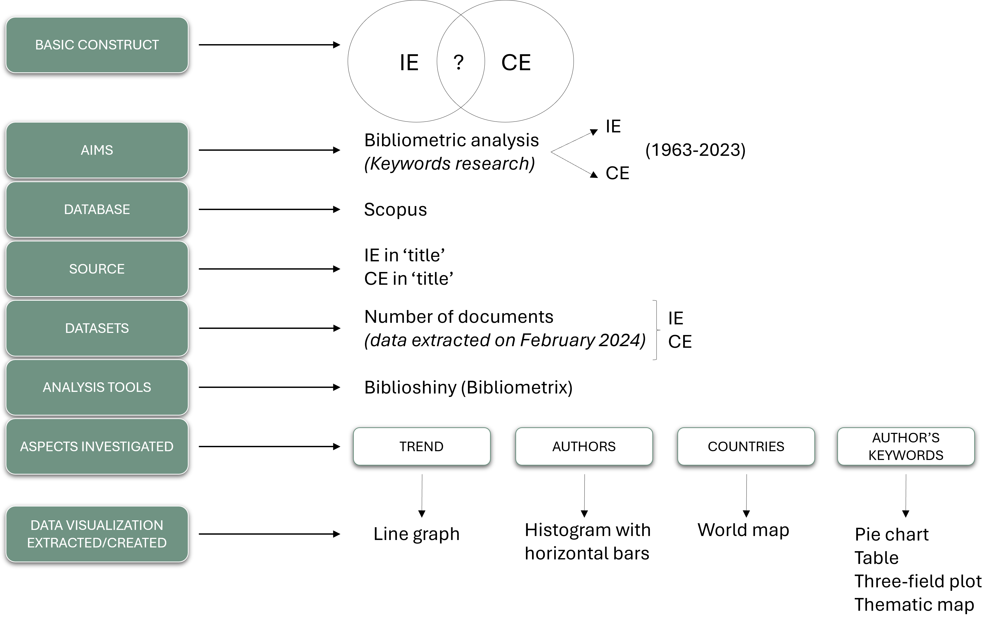 BASIC CONSTRUCT
IE
?
CE
AIMS
Bibliometric analysis
(Keywords research)
IE
CE
(1963-2023)
DATABASE
Scopus
SOURCE
IE in ‘title’
CE in ‘title’
DATASETS
Number of documents
(data extracted on February 2024)
IE
CE
ANALYSIS TOOLS
Biblioshiny (Bibliometrix)
ASPECTS INVESTIGATED
TREND
AUTHORS
COUNTRIES
AUTHOR’S
KEYWORDS
DATA VISUALIZATION
EXTRACTED/CREATED
Line graph
Histogram with
horizontal bars
World map
Pie chart
Table
Three-field plot
Thematic map